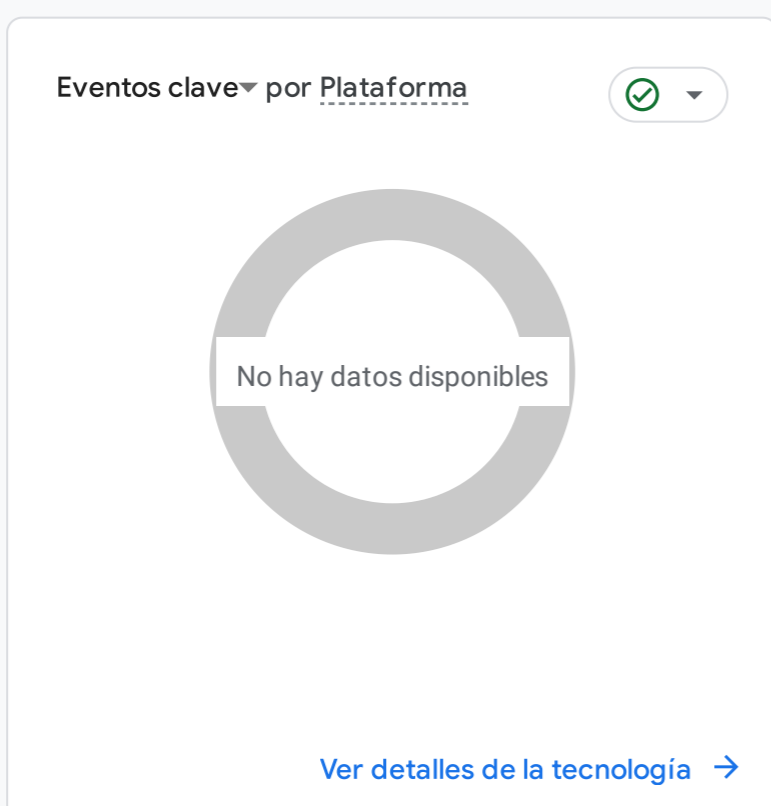 Eventos clave por Plataforma
No hay datos disponibles
Ver detalles de la tecnología